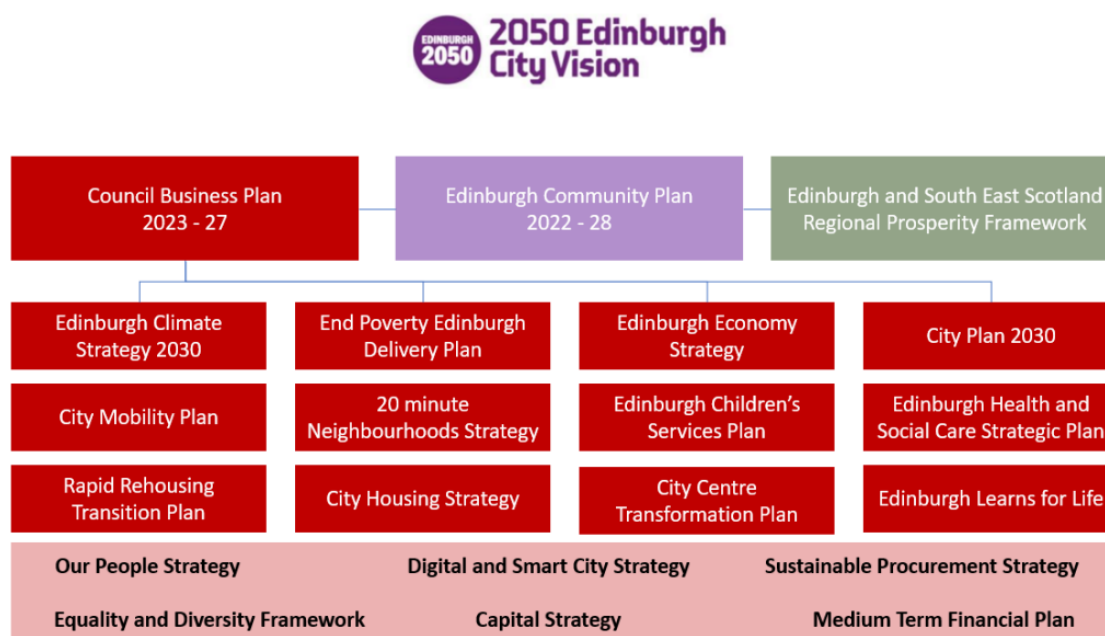 EDINBURGH
2050
2050 Edinburgh
City Vision
Council Business Plan
2023 - 27
Edinburgh Community Plan
2022 - 28
Edinburgh and South East Scotland
Regional Prosperity Framework
Edinburgh Climate
Strategy 2030
End Poverty Edinburgh
Delivery Plan
Edinburgh Economy
Strategy
City Plan 2030
City Mobility Plan
20 minute
Neighbourhoods Strategy
Edinburgh Children's
Services Plan
Edinburgh Health and
Social Care Strategic Plan
Rapid Rehousing
Transition Plan
City Housing Strategy
City Centre
Transformation Plan
Edinburgh Learns for Life
Our People Strategy
Digital and Smart City Strategy
Sustainable Procurement Strategy
Equality and Diversity Framework
Capital Strategy
Medium Term Financial Plan